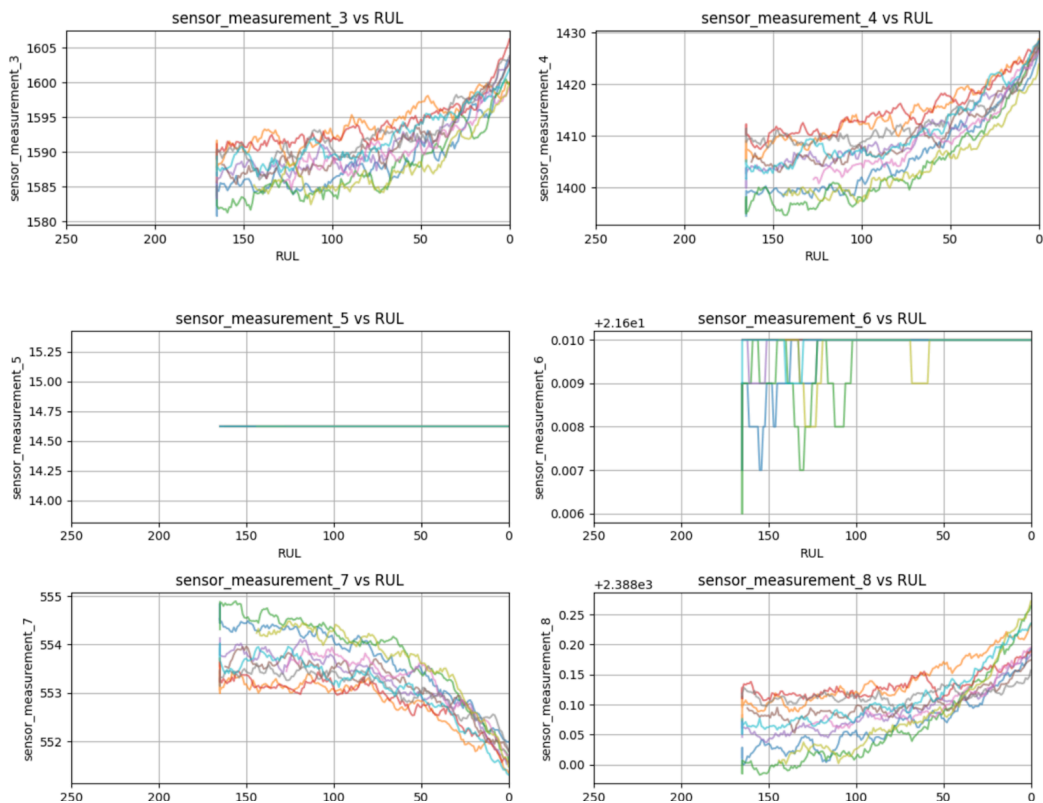 sensor_measurement_3 vs RUL
sensor_measurement_3
1605
1600
1595
1590
1585
1580
250 200 150 100 50 0
RUL
sensor_measurement_4 vs RUL
sensor_measurement_4
1430
1420
1410
1400
250 200 150 100 50 0
RUL
sensor_measurement_5 vs RUL
sensor_measurement_5
15.25
15.00
14.75
14.50
14.25
14.00
250 200 150 100 50 0
RUL
sensor_measurement_6 vs RUL
+2.16e1
sensor_measurement_6
0.010
0.009
0.008
0.007
0.006
250 200 150 100 50 0
RUL
sensor_measurement_7 vs RUL
sensor_measurement_7
555
554
553
552
250 200 150 100 50 0
sensor_measurement_8 vs RUL
+2.388e3
sensor_measurement_8
0.25
0.20
0.15
0.10
0.05
0.00
250 200 150 100 50 0